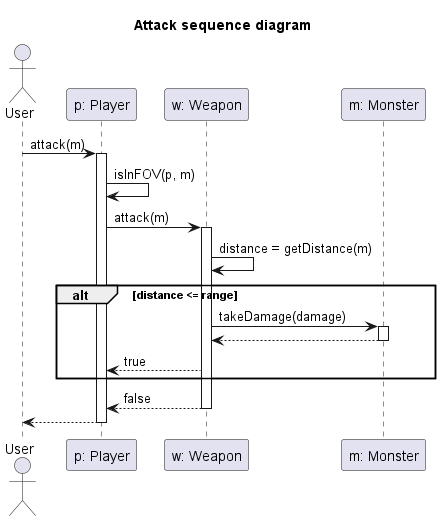 Attack sequence diagram
User
p: Player
w: Weapon
m: Monster
attack(m)
isInFOV(p, m)
attack(m)
distance = getDistance(m)
alt
[distance <= range]
takeDamage(damage)
true
false
User
p: Player
w: Weapon
m: Monster